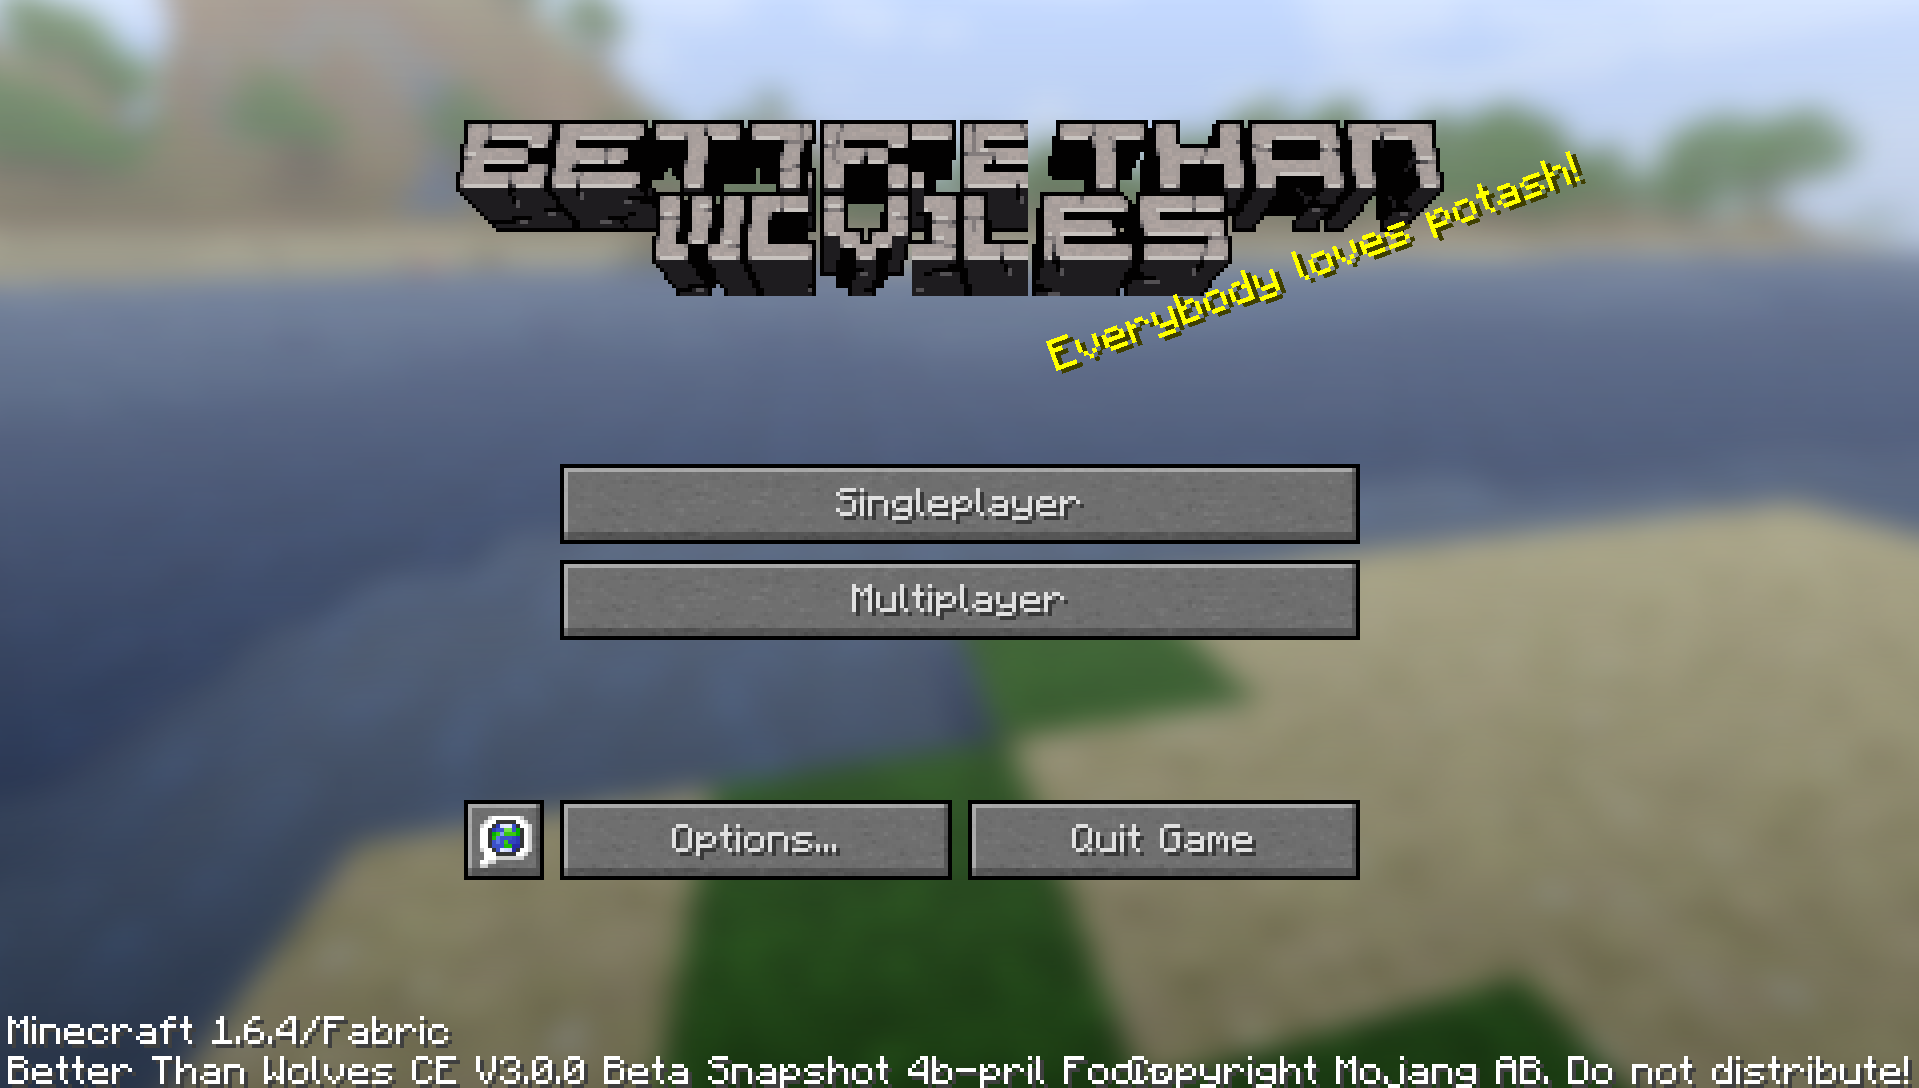 BETTER THAN
WOLVES
Everybody loves potash!
Singleplayer
Multiplayer
Options...
Quit Game
Minecraft 1.6.4/Fabric
Better Than Wolves CE V3.0.0 Beta Snapshot 4b-pril
Copyright Mojang AB. Do not distribute!